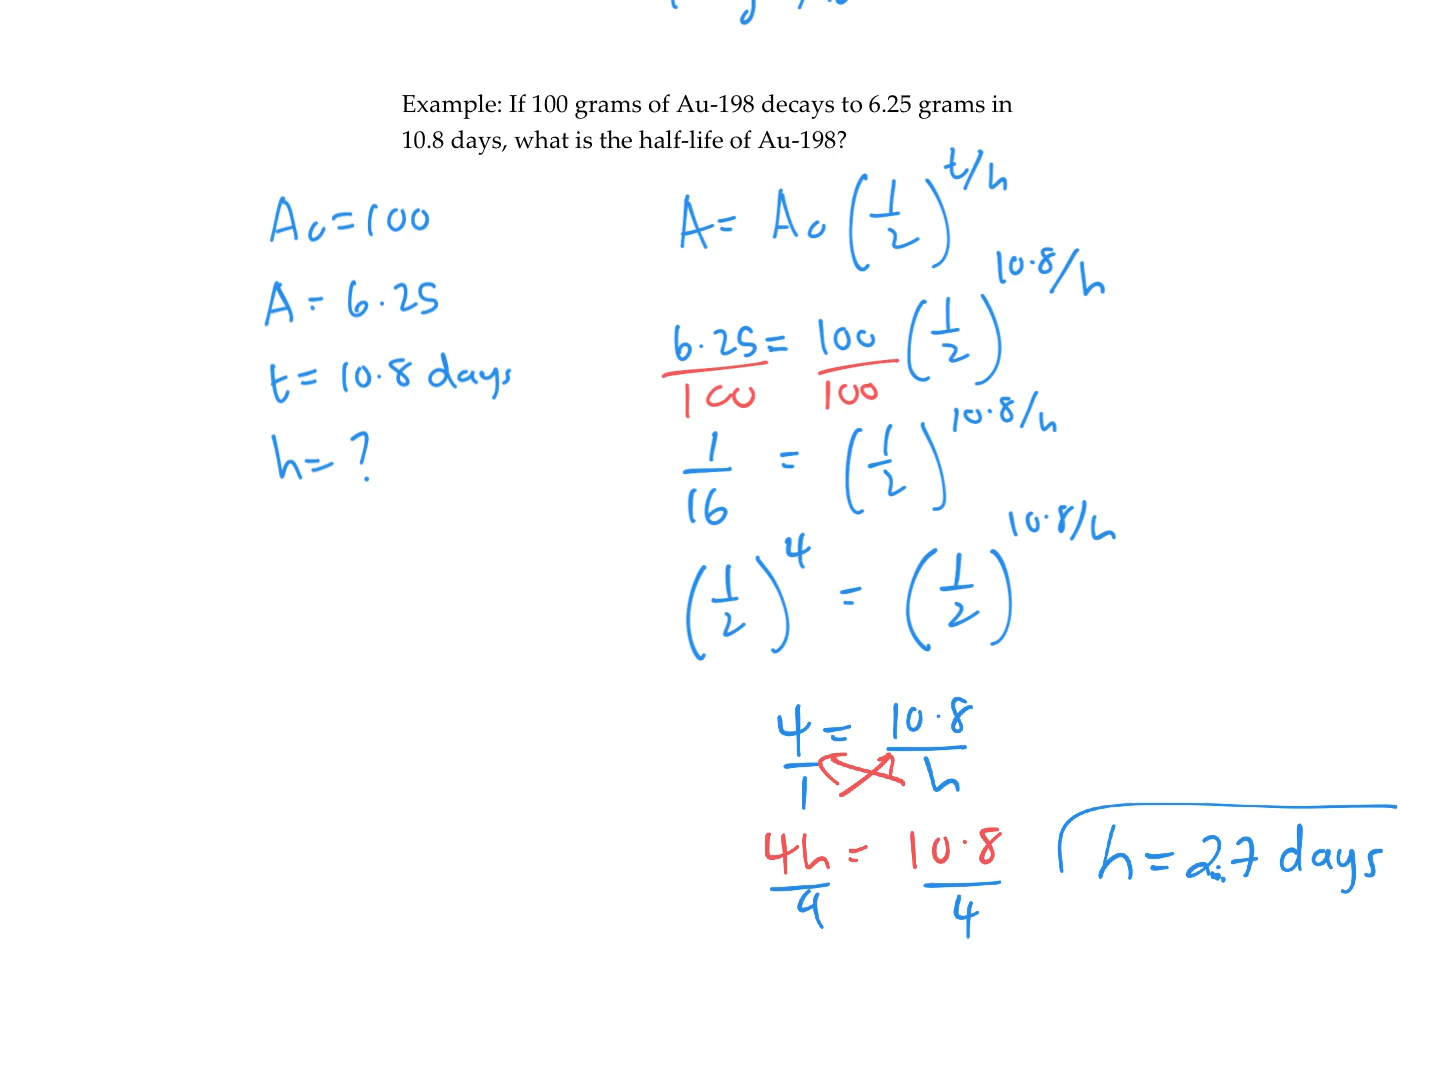 Example: If 100 grams of Au-198 decays to 6.25 grams in
10.8 days, what is the half-life of Au-198?
A₀=100
A = 6.25
t= 10.8 days
h= ?
A= A₀ (1/2)^t/h
6.25/100 = 100/100 (1/2)^10.8/h
1/16 = (1/2)^10.8/h
(1/2)^4 = (1/2)^10.8/h
4/1 = 10.8/h
4h/4 = 10.8/4
h=2.7 days